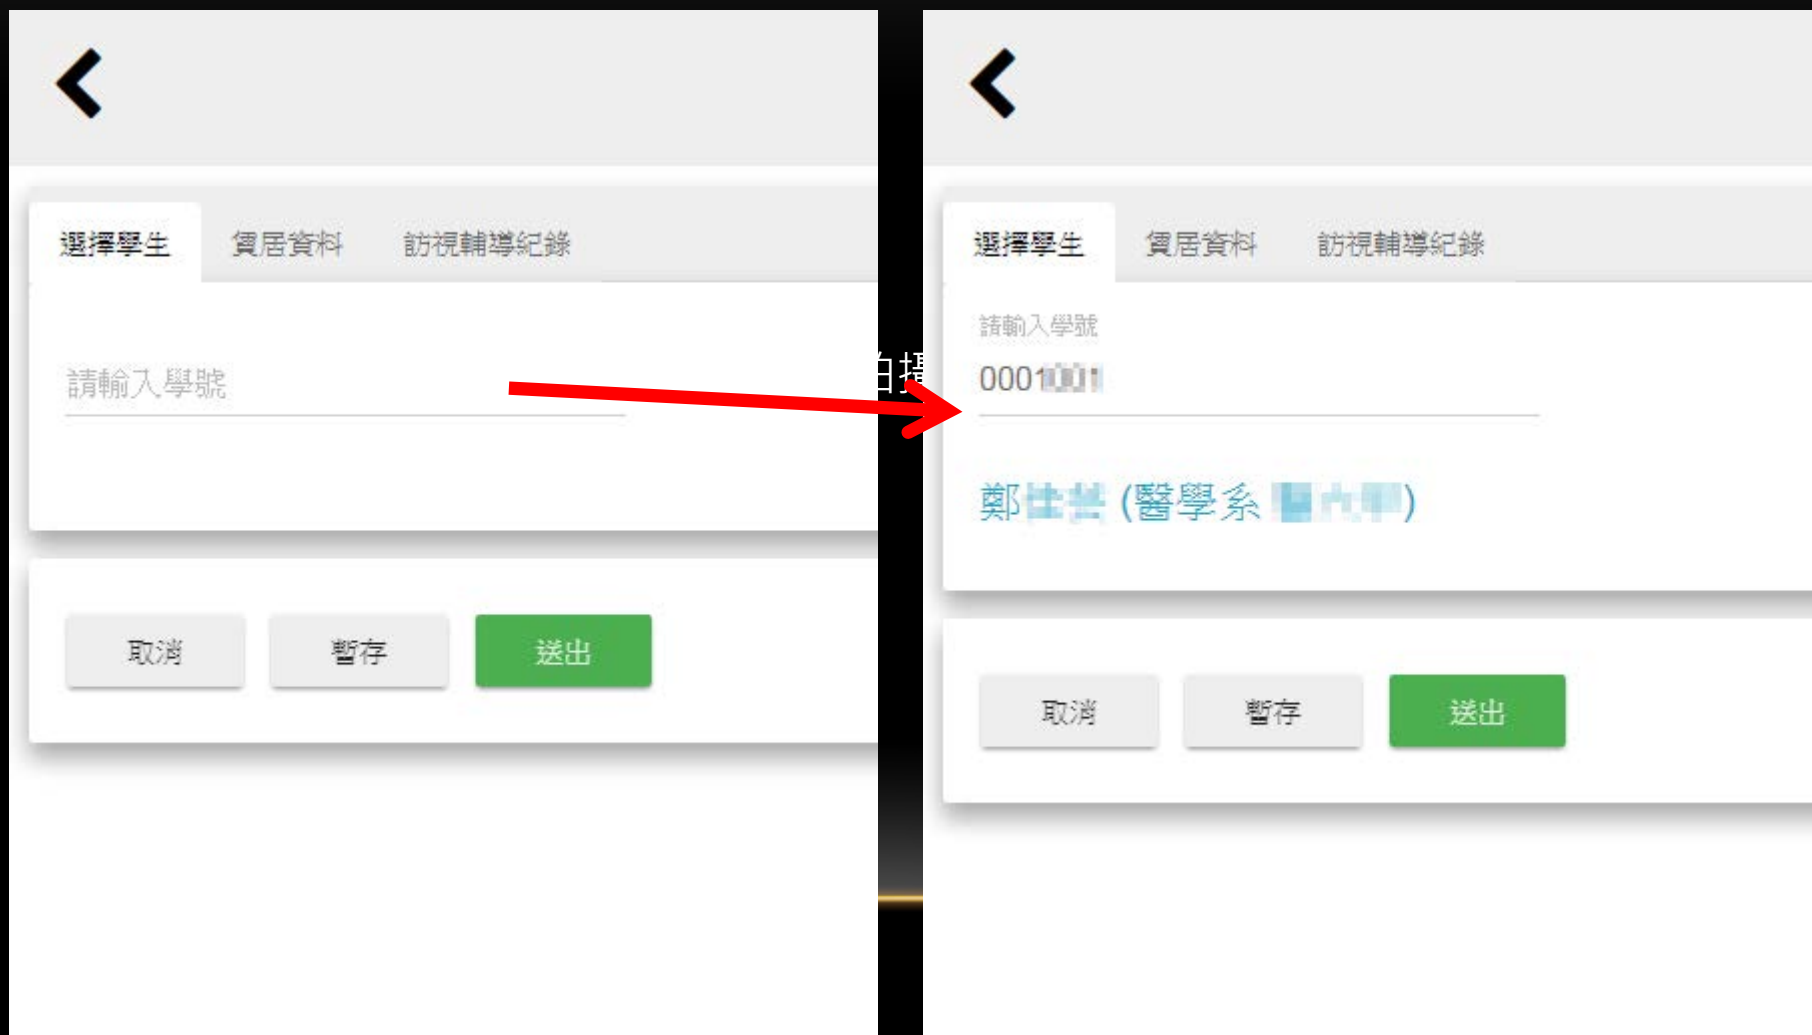 選擇學生 賃居資料 訪視輔導紀錄
請輸入學號
取消 暫存 送出
選擇學生 賃居資料 訪視輔導紀錄
請輸入學號
0001
鄭 (醫學系 )
取消 暫存 送出